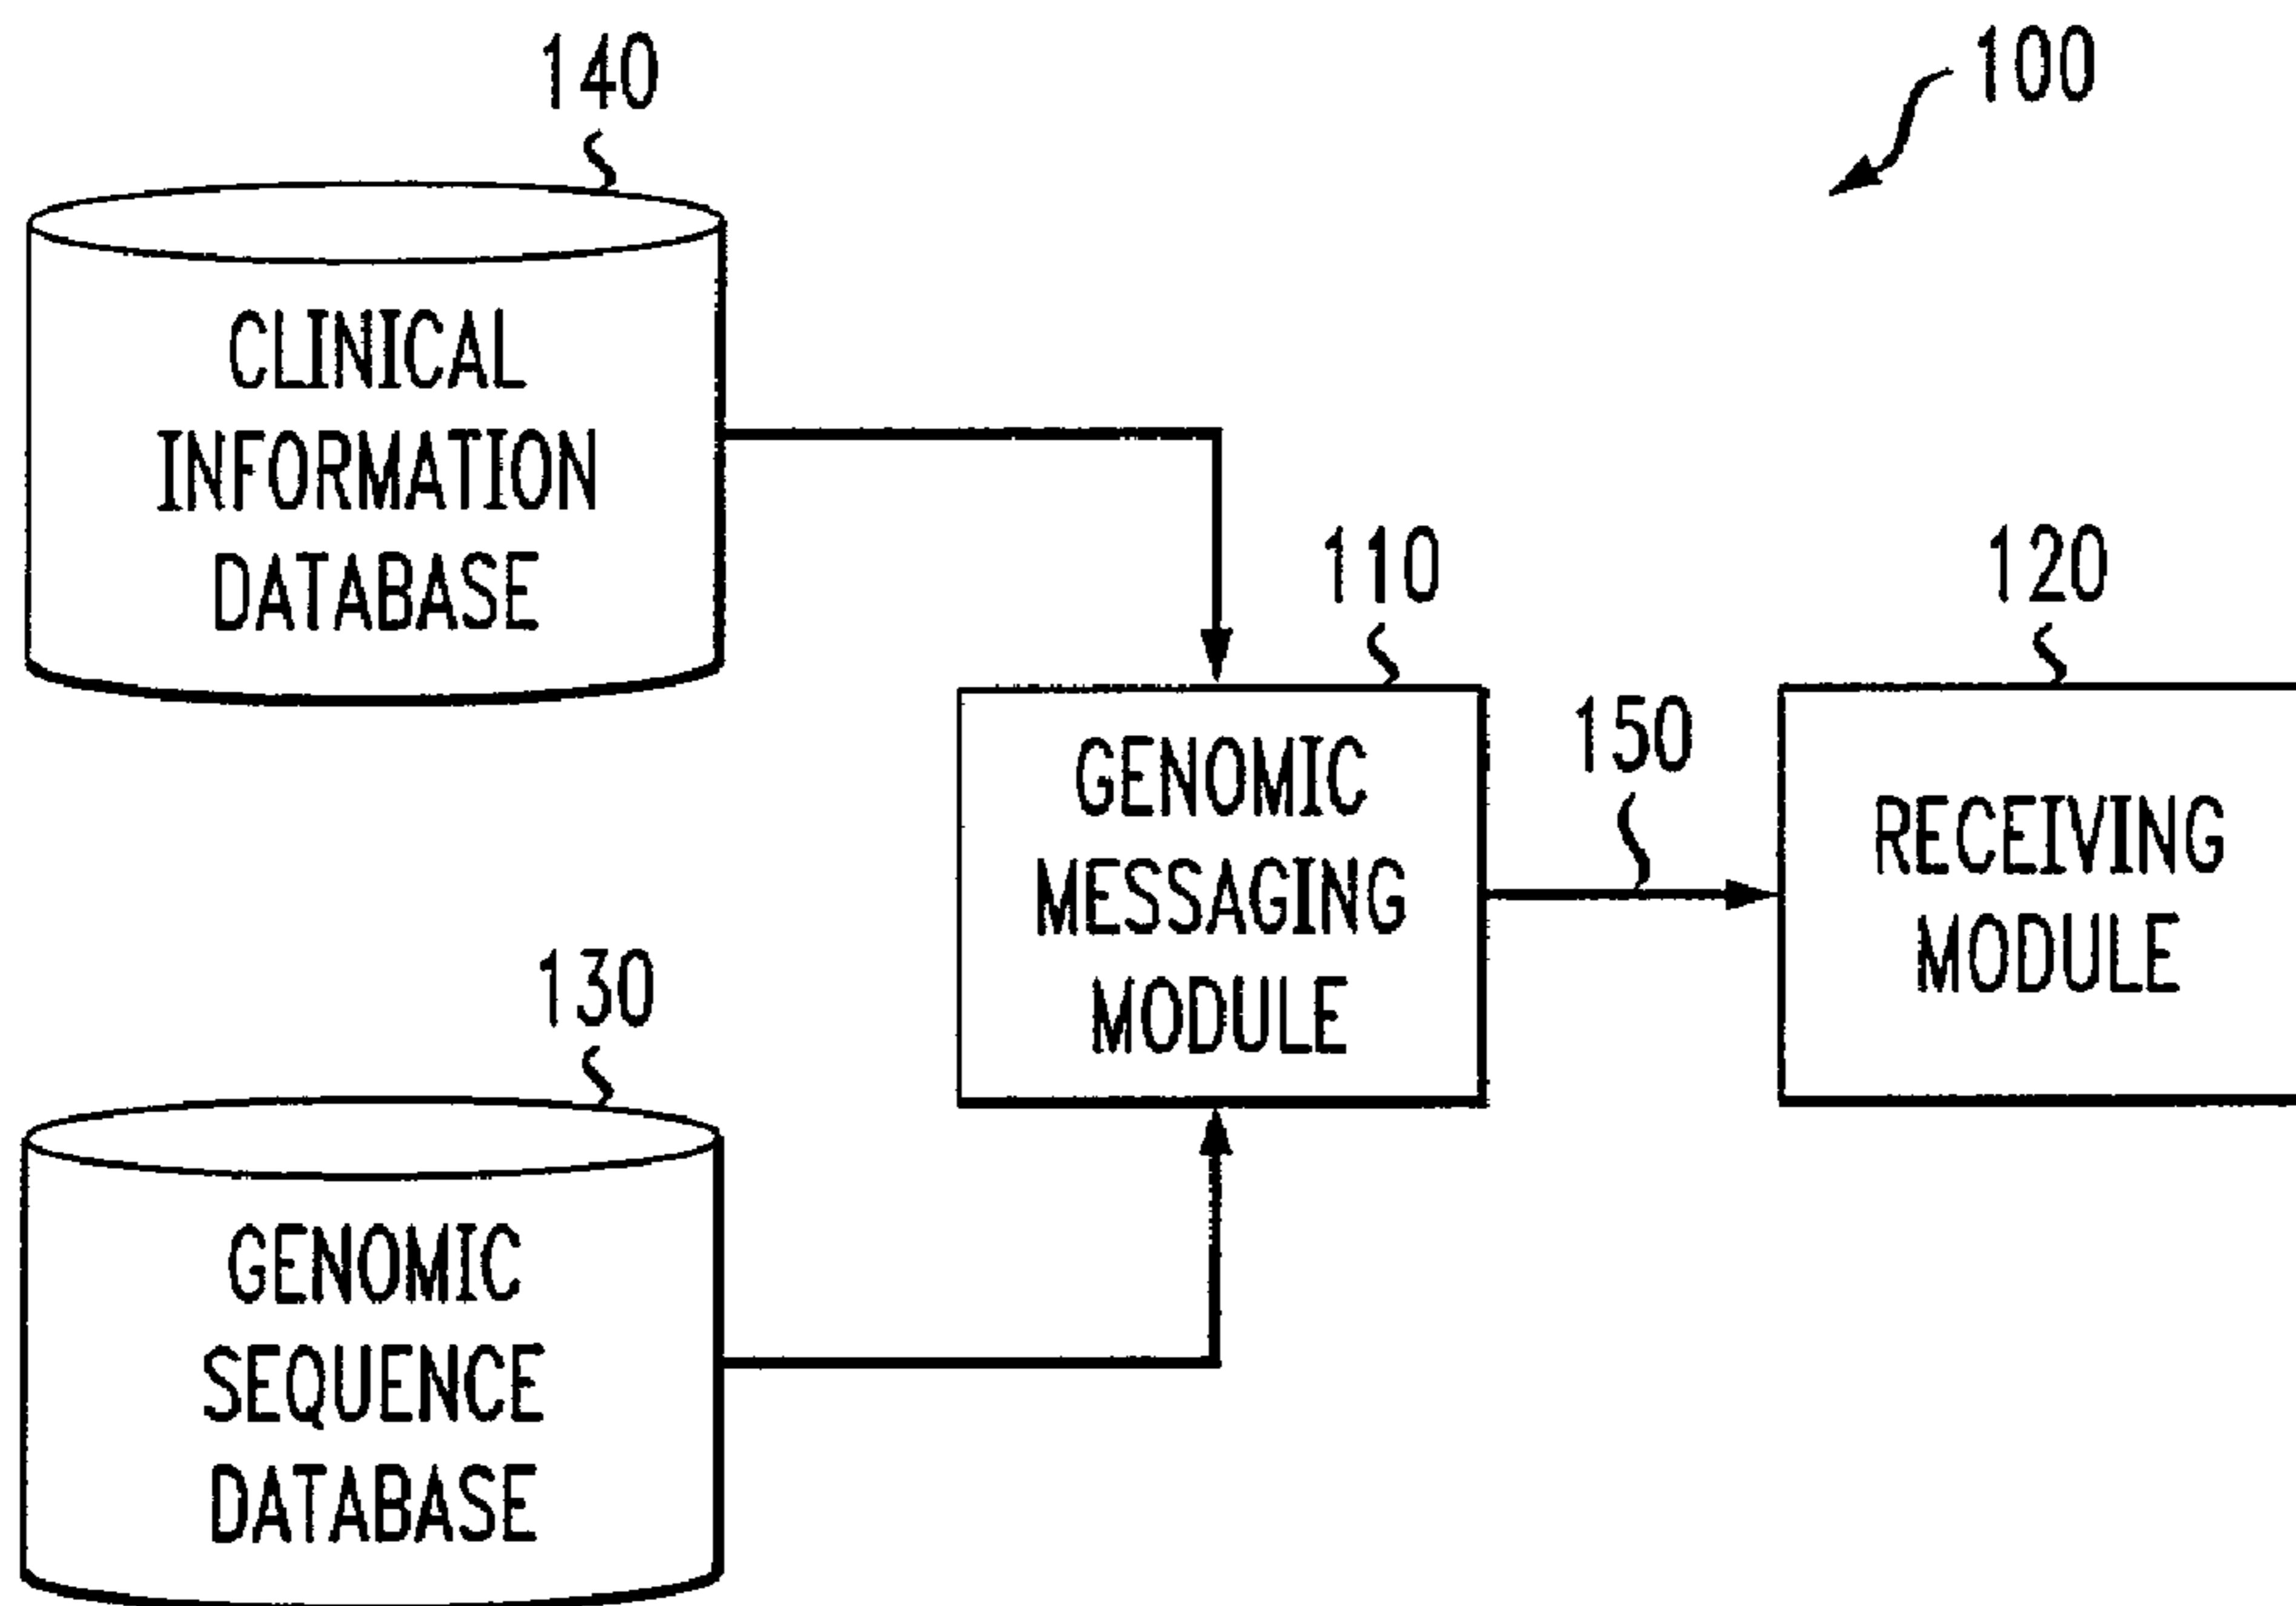 140
100
CLINICAL
INFORMATION
DATABASE
110
120
150
GENOMIC
MESSAGING
MODULE
RECEIVING
MODULE
130
GENOMIC
SEQUENCE
DATABASE